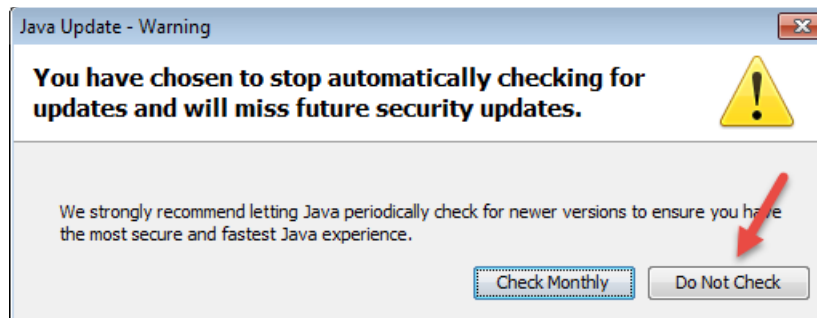 Java Update - Warning
You have chosen to stop automatically checking for
updates and will miss future security updates.
We strongly recommend letting Java periodically check for newer versions to ensure you have
the most secure and fastest Java experience.
Check Monthly
Do Not Check